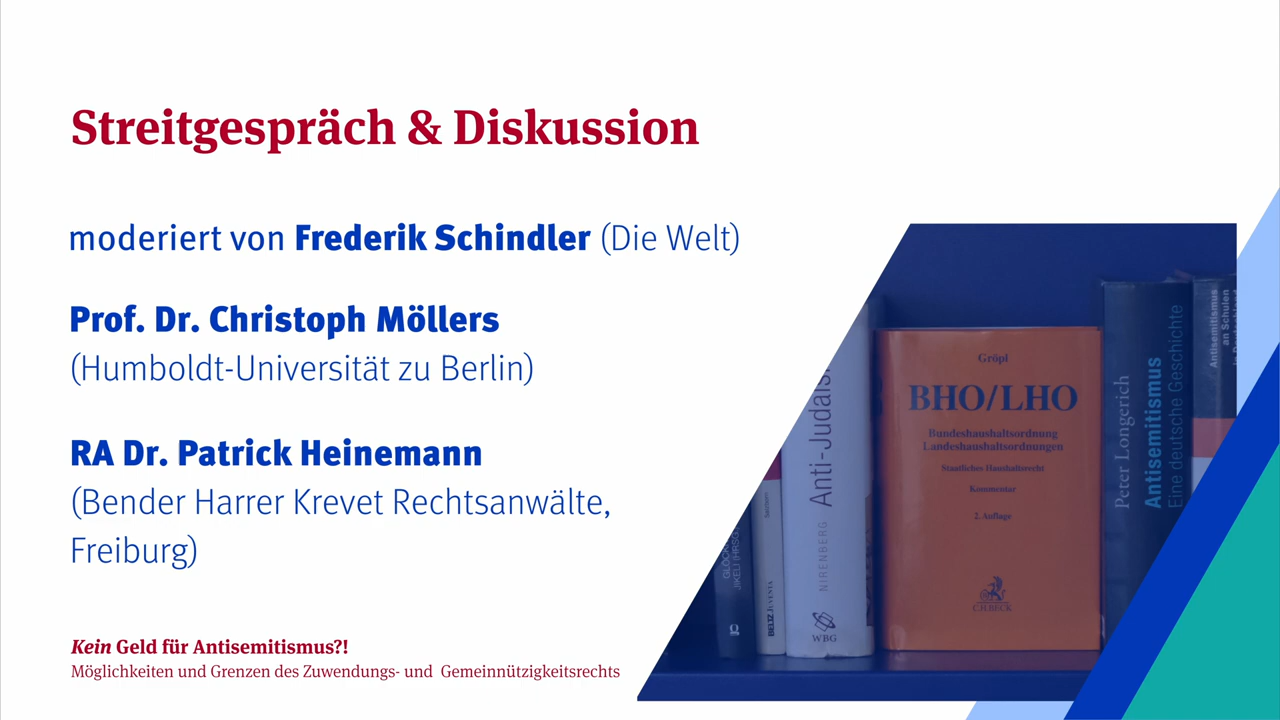 Streitgespräch & Diskussion
moderiert von Frederik Schindler (Die Welt)
Prof. Dr. Christoph Möllers
(Humboldt-Universität zu Berlin)
RA Dr. Patrick Heinemann
(Bender Harrer Krevet Rechtsanwälte,
Freiburg)
Kein Geld für Antisemitismus?!
Möglichkeiten und Grenzen des Zuwendungs- und Gemeinnützigkeitsrechts
BELTZ JUVENTA
NIRENBERG Anti-Judais
WBG
Gröpl
BHO/LHO
Bundeshaushaltsordnung
Landeshaushaltsordnungen
Staatliches Haushaltsrecht
Kommentar
2. Auflage
C.H.BECK
Peter Longerich
Antisemitismus
Eine deutsche Geschichte
Antisemitismus
an Schulen